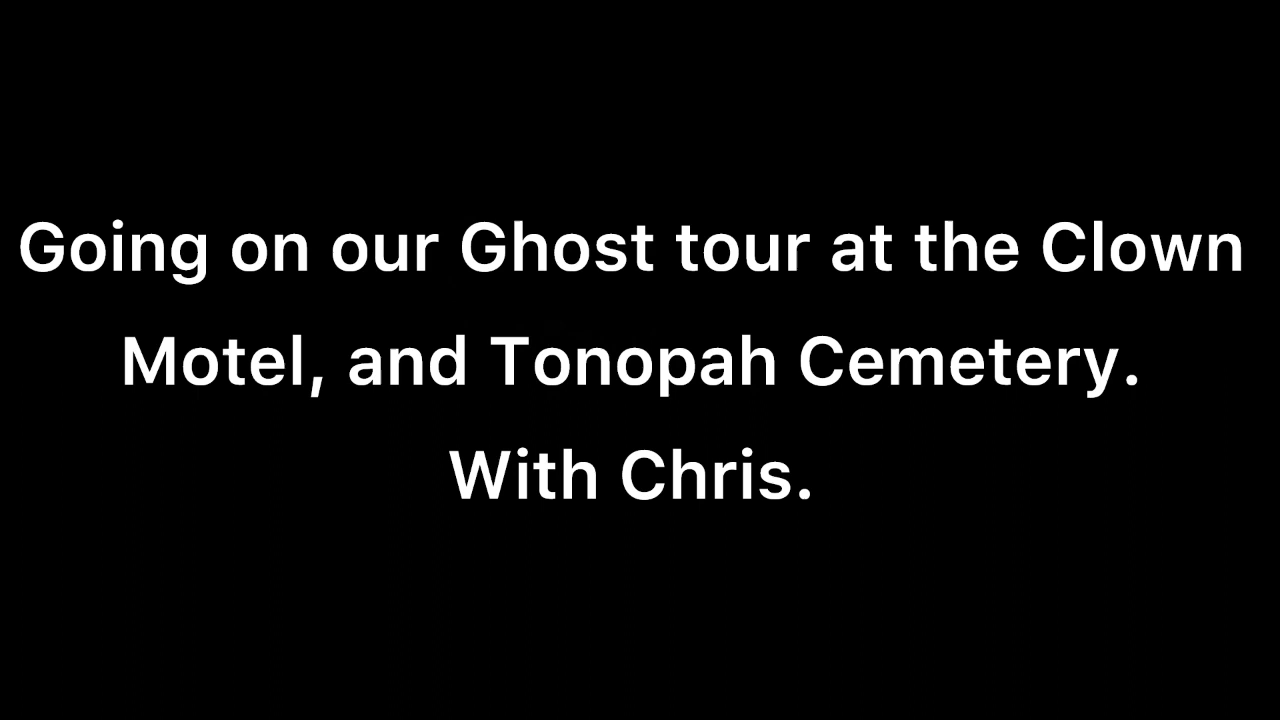 Going on our Ghost tour at the Clown
Motel, and Tonopah Cemetery.
With Chris.